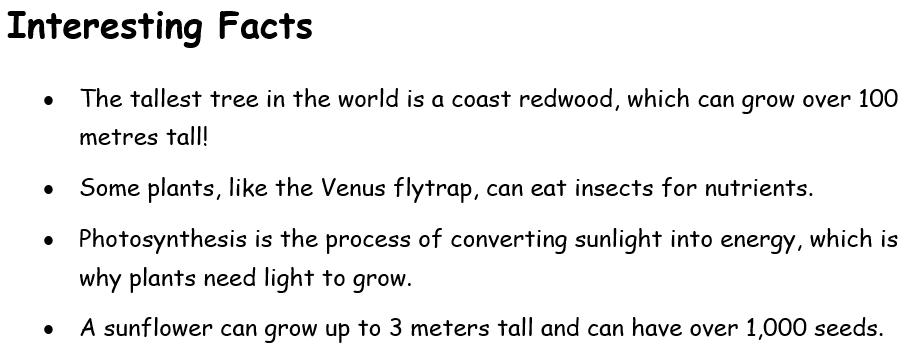 Interesting Facts
• The tallest tree in the world is a coast redwood, which can grow over 100
metres tall!
• Some plants, like the Venus flytrap, can eat insects for nutrients.
• Photosynthesis is the process of converting sunlight into energy, which is
why plants need light to grow.
• A sunflower can grow up to 3 meters tall and can have over 1,000 seeds.